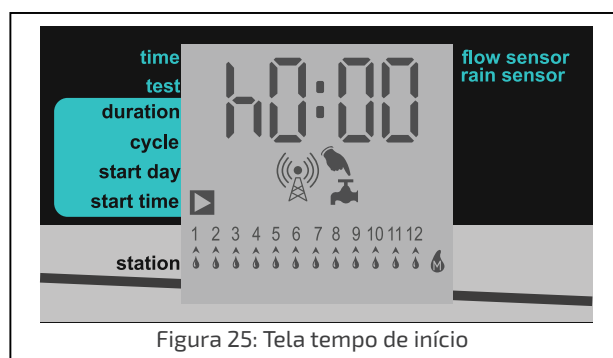 time
test
duration
cycle
start day
start time
h0:00
flow sensor
rain sensor
1 2 3 4 5 6 7 8 9 10 11 12
station
M
Figura 25: Tela tempo de início